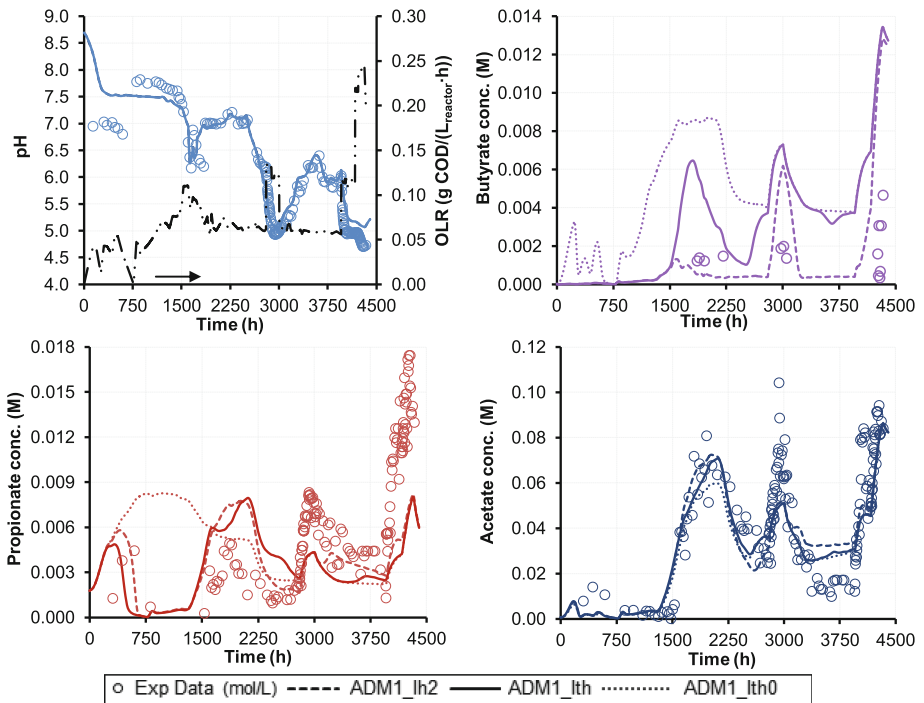 9.0
8.5
8.0
7.5
7.0
6.5
6.0
5.5
5.0
4.5
4.0
pH
0.30
0.25
0.20
0.15
0.10
0.05
0.00
OLR (g COD/(Lreactor·h))
0 750 1500 2250 3000 3750 4500
Time (h)
0.014
0.012
0.010
0.008
0.006
0.004
0.002
0.000
Butyrate conc. (M)
0 750 1500 2250 3000 3750 4500
Time (h)
0.018
0.015
0.012
0.009
0.006
0.003
0.000
Propionate conc. (M)
0 750 1500 2250 3000 3750 4500
Time (h)
0.12
0.10
0.08
0.06
0.04
0.02
0.00
Acetate conc. (M)
0 750 1500 2250 3000 3750 4500
Time (h)
Exp Data (mol/L) ADM1_Ih2 ADM1_Ith ADM1_Ith0